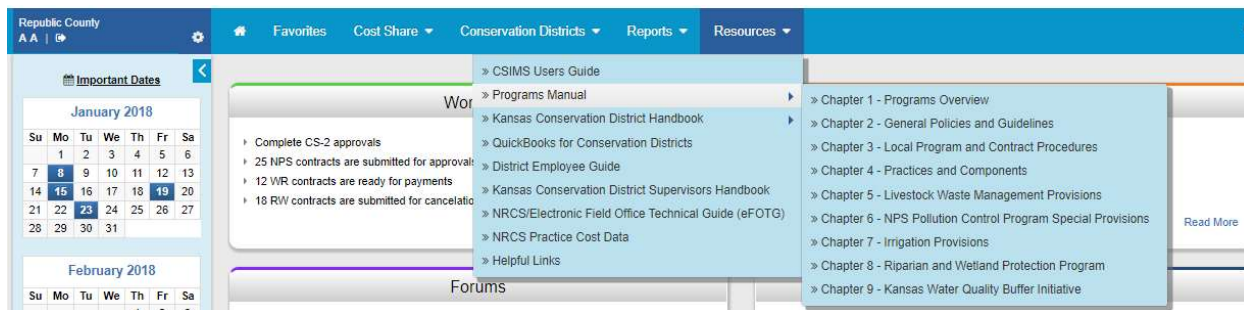 Republic County
A A |
Favorites
Cost Share
Conservation Districts
Reports
Resources
Important Dates
January 2018
Su Mo Tu We Th Fr Sa
1 2 3 4 5 6
7 8 9 10 11 12 13
14 15 16 17 18 19 20
21 22 23 24 25 26 27
28 29 30 31
February 2018
Su Mo Tu We Th Fr Sa
Complete CS-2 approvals
25 NPS contracts are submitted for approvals
12 WR contracts are ready for payments
18 RW contracts are submitted for
Forums
» CSIMS Users Guide
» Programs Manual
» Kansas Conservation District Handbook
» QuickBooks for Conservation Districts
» District Employee Guide
» Kansas Conservation District Supervisors Handbook
» NRCS/Electronic Field Office Technical Guide (eFOTG)
» NRCS Practice Cost Data
» Helpful Links
» Chapter 1 - Programs Overview
» Chapter 2 - General Policies and Guidelines
» Chapter 3 - Local Program and Contract Procedures
» Chapter 4 - Practices and Components
» Chapter 5 - Livestock Waste Management Provisions
» Chapter 6 - NPS Pollution Control Program Special Provisions
» Chapter 7 - Irrigation Provisions
» Chapter 8 - Riparian and Wetland Protection Program
» Chapter 9 - Kansas Water Quality Buffer Initiative
Read More